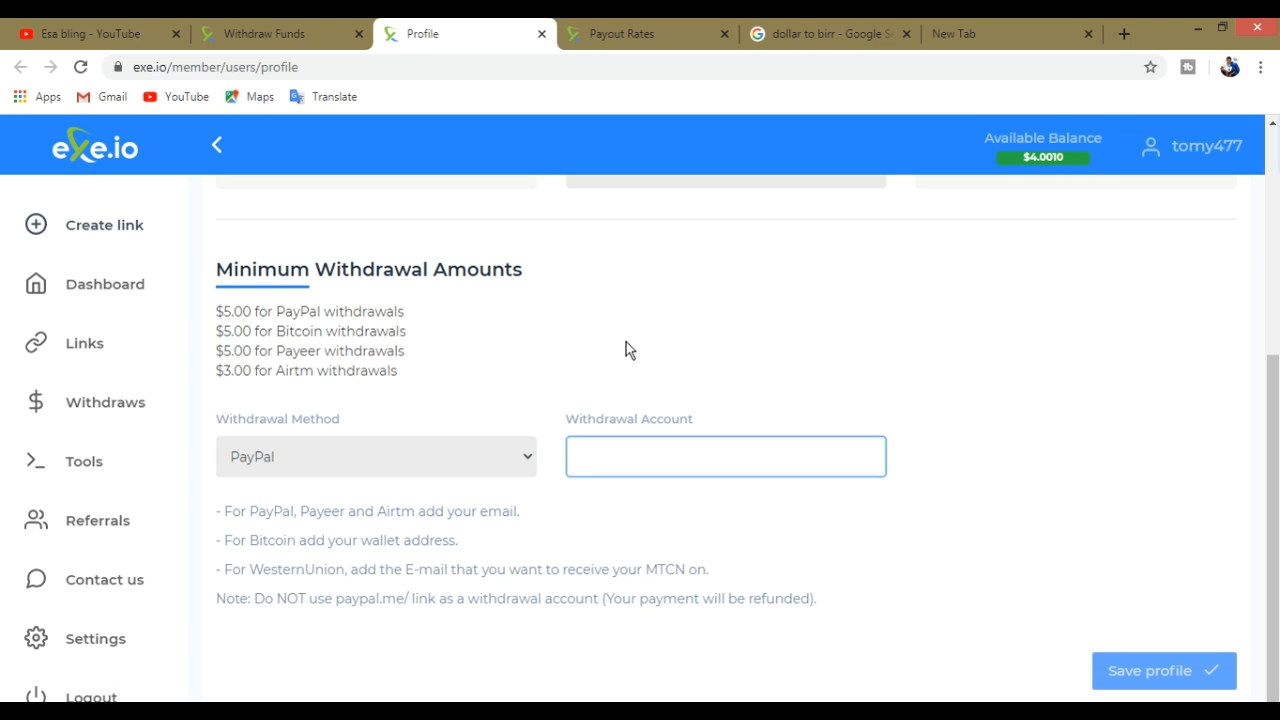 Esa bling - YouTube
Withdraw Funds
Profile
Payout Rates
dollar to birr - Google S
New Tab
exe.io/member/users/profile
Apps
Gmail
YouTube
Maps
Translate
exe.io
Available Balance
$4.0010
tomy477
Create link
Dashboard
Links
Withdraws
Tools
Referrals
Contact us
Settings
Logout
Minimum Withdrawal Amounts
$5.00 for PayPal withdrawals
$5.00 for Bitcoin withdrawals
$5.00 for Payeer withdrawals
$3.00 for Airtm withdrawals
Withdrawal Method
Withdrawal Account
PayPal
- For PayPal, Payeer and Airtm add your email.
- For Bitcoin add your wallet address.
- For WesternUnion, add the E-mail that you want to receive your MTCN on.
Note: Do NOT use paypal.me/ link as a withdrawal account (Your payment will be refunded).
Save profile